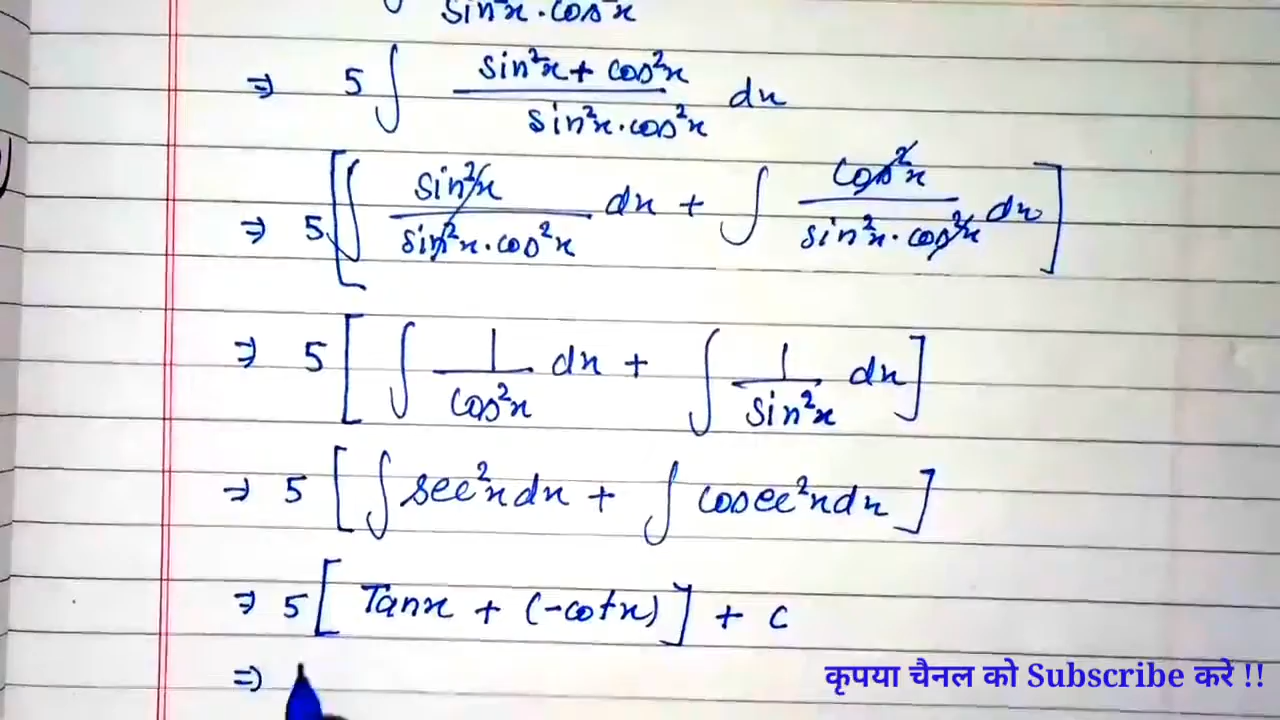 ∫ sin²x·cos²x
⇒ 5 ∫ (sin²x + cos²x)/(sin²x·cos²x) dx
⇒ 5 [∫ sin²x/(sin²x·cos²x) dx + ∫ cos²x/(sin²x·cos²x) dx]
⇒ 5 [∫ 1/cos²x dx + ∫ 1/sin²x dx]
⇒ 5 [∫ sec²x dx + ∫ cosec²x dx]
⇒ 5 [Tanx + (-cotx)] + c
⇒
कृपया चैनल को Subscribe करें !!